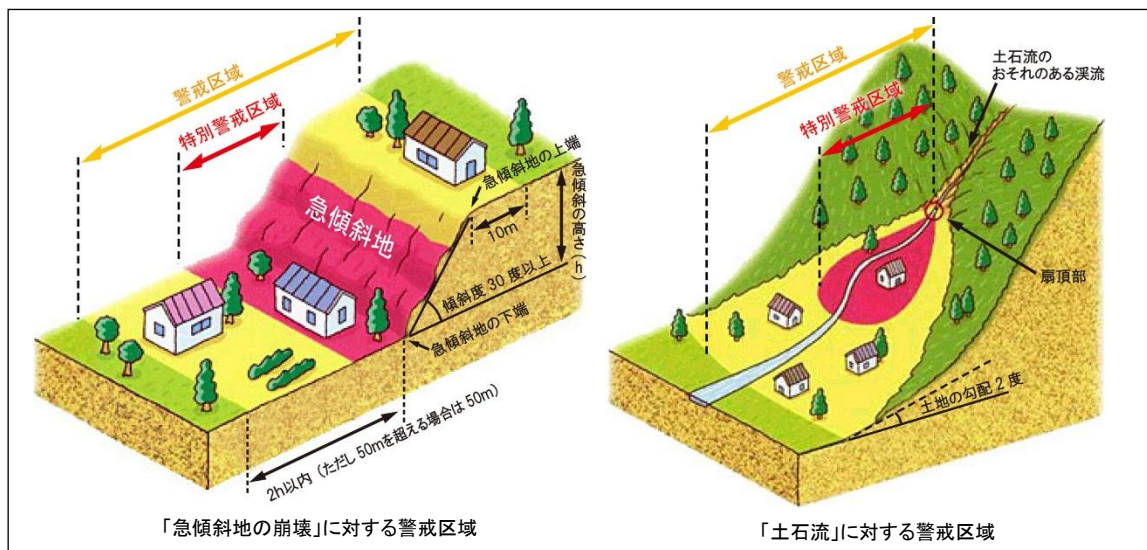 警戒区域
特別警戒区域
急傾斜地
急傾斜地の上端
10m
急傾斜の高さ(h)
傾斜度 30 度以上
急傾斜地の下端
2h以内(ただし 50mを超える場合は 50m)
「急傾斜地の崩壊」に対する警戒区域
警戒区域
特別警戒区域
土石流の
おそれのある渓流
扇頂部
土地の勾配 2 度
「土石流」に対する警戒区域